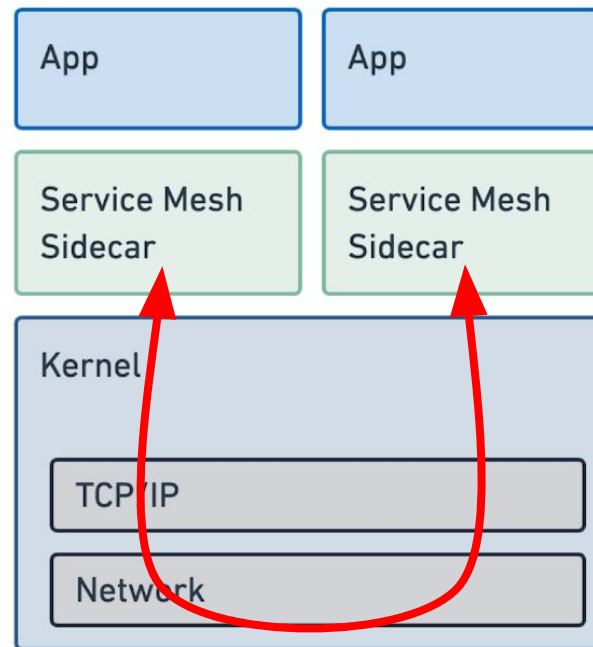 App
App
Service Mesh
Sidecar
Service Mesh
Sidecar
Kernel
TCP/IP
Network